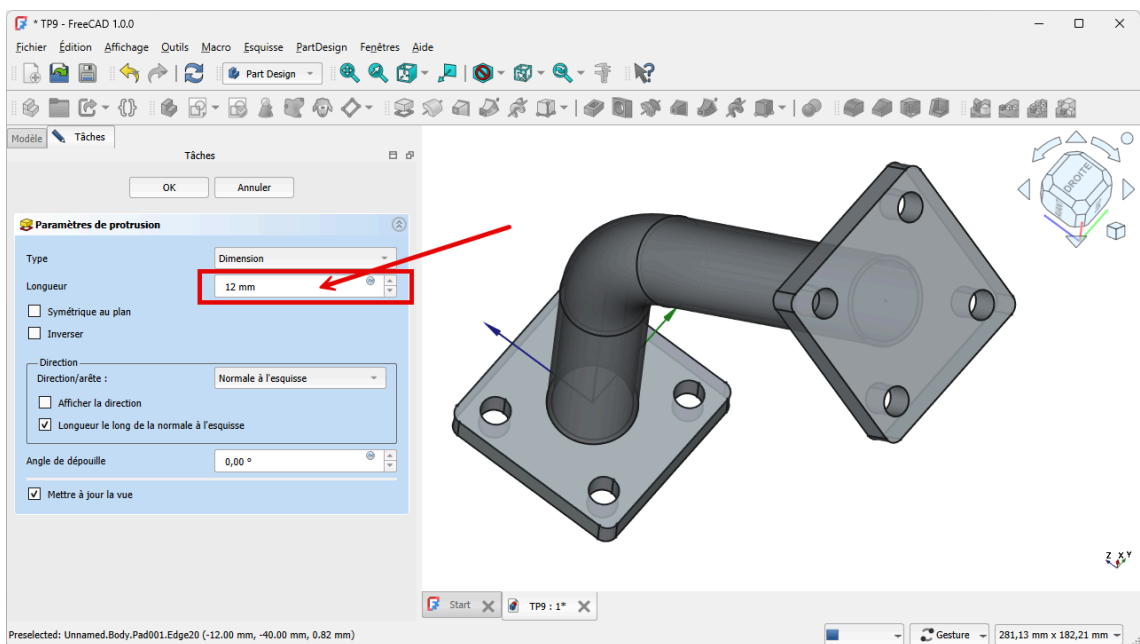 * TP9 - FreeCAD 1.0.0
Fichier Édition Affichage Outils Macro Esquisse PartDesign Fenêtres Aide
Part Design
Modèle Tâches
Tâches
OK Annuler
Paramètres de protrusion
Type Dimension
Longueur 12 mm
Symétrique au plan
Inverser
Direction
Direction/arête : Normale à l'esquisse
Afficher la direction
Longueur le long de la normale à l'esquisse
Angle de dépouille 0,00 °
Mettre à jour la vue
DROITE
Z X Y
Start TP9 : 1*
Preselected: Unnamed.Body.Pad001.Edge20 (-12.00 mm, -40.00 mm, 0.82 mm)
Gesture 281,13 mm x 182,21 mm